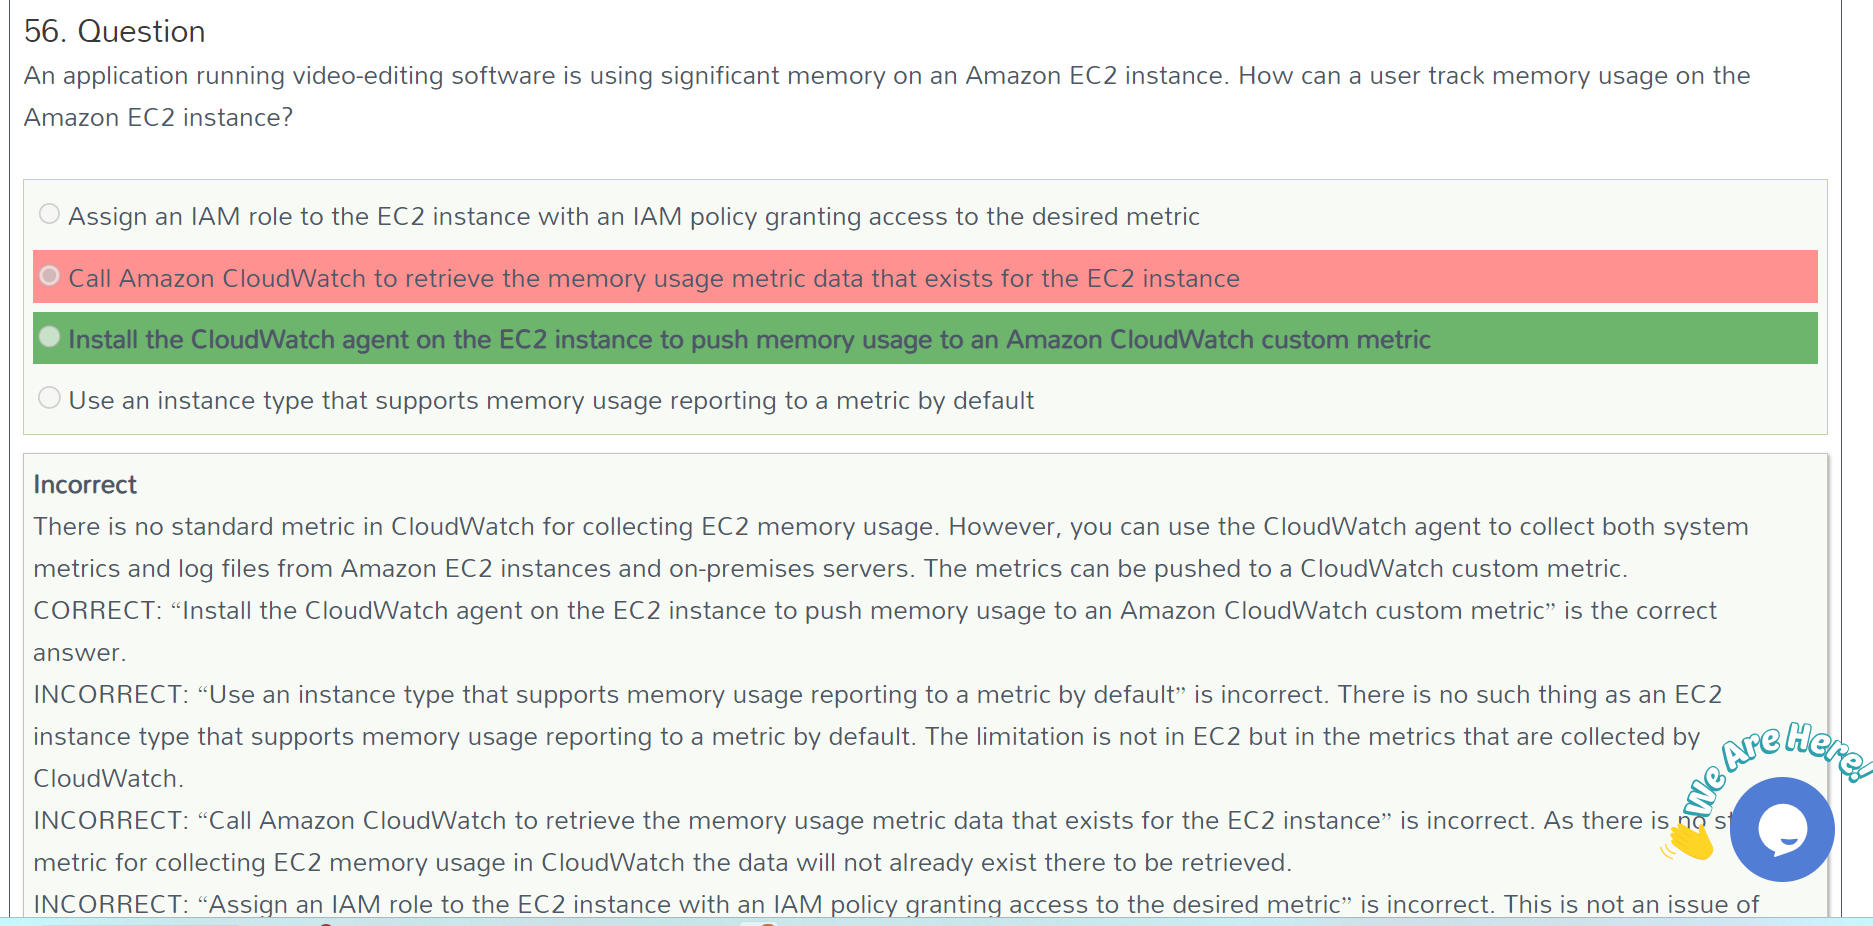 56. Question
An application running video-editing software is using significant memory on an Amazon EC2 instance. How can a user track memory usage on the
Amazon EC2 instance?
Assign an IAM role to the EC2 instance with an IAM policy granting access to the desired metric
Call Amazon CloudWatch to retrieve the memory usage metric data that exists for the EC2 instance
Install the CloudWatch agent on the EC2 instance to push memory usage to an Amazon CloudWatch custom metric
Use an instance type that supports memory usage reporting to a metric by default
Incorrect
There is no standard metric in CloudWatch for collecting EC2 memory usage. However, you can use the CloudWatch agent to collect both system
metrics and log files from Amazon EC2 instances and on-premises servers. The metrics can be pushed to a CloudWatch custom metric.
CORRECT: “Install the CloudWatch agent on the EC2 instance to push memory usage to an Amazon CloudWatch custom metric” is the correct
answer.
INCORRECT: “Use an instance type that supports memory usage reporting to a metric by default” is incorrect. There is no such thing as an EC2
instance type that supports memory usage reporting to a metric by default. The limitation is not in EC2 but in the metrics that are collected by
CloudWatch.
INCORRECT: “Call Amazon CloudWatch to retrieve the memory usage metric data that exists for the EC2 instance” is incorrect. As there is no
metric for collecting EC2 memory usage in CloudWatch the data will not already exist there to be retrieved.
INCORRECT: “Assign an IAM role to the EC2 instance with an IAM policy granting access to the desired metric” is incorrect. This is not an issue of
We Are Here!